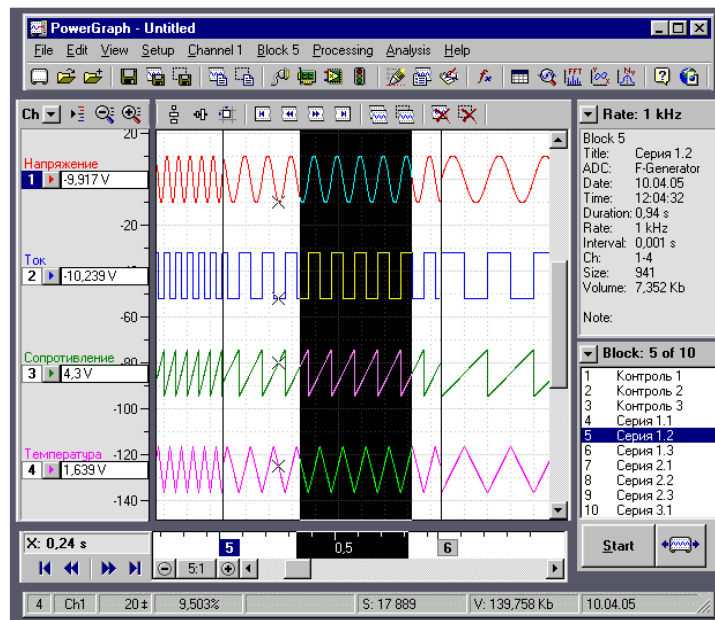 PowerGraph - Untitled
File Edit View Setup Channel 1 Block 5 Processing Analysis Help
Ch
Rate: 1 kHz
20
Напряжение
1 -9,917 V
-20
Ток
2 -10,239 V
-60
Сопротивление -80
3 4,3 V
-100
Температура -120
4 1,639 V
-140
Block 5
Title: Серия 1.2
ADC: F-Generator
Date: 10.04.05
Time: 12:04:32
Duration: 0,94 s
Rate: 1 kHz
Interval: 0,001 s
Ch: 1-4
Size: 941
Volume: 7,352 Kb
Note:
Block: 5 of 10
1 Контроль 1
2 Контроль 2
3 Контроль 3
4 Серия 1.1
5 Серия 1.2
6 Серия 1.3
7 Серия 2.1
8 Серия 2.2
9 Серия 2.3
10 Серия 3.1
X: 0,24 s
5 0,5 6
5:1
Start
4 Ch1 20 ± 9,503% S: 17 889 V: 139,758 Kb 10.04.05